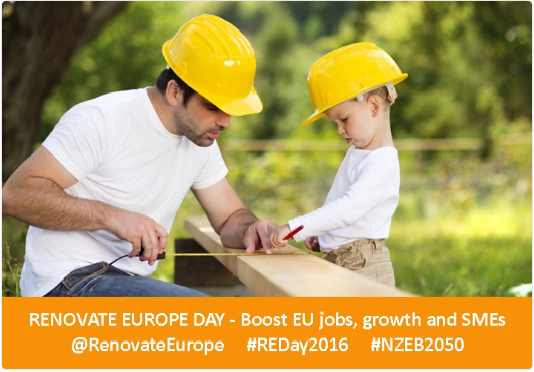 RENOVATE EUROPE DAY - Boost EU jobs, growth and SMEs
@RenovateEurope #REDay2016 #NZEB2050